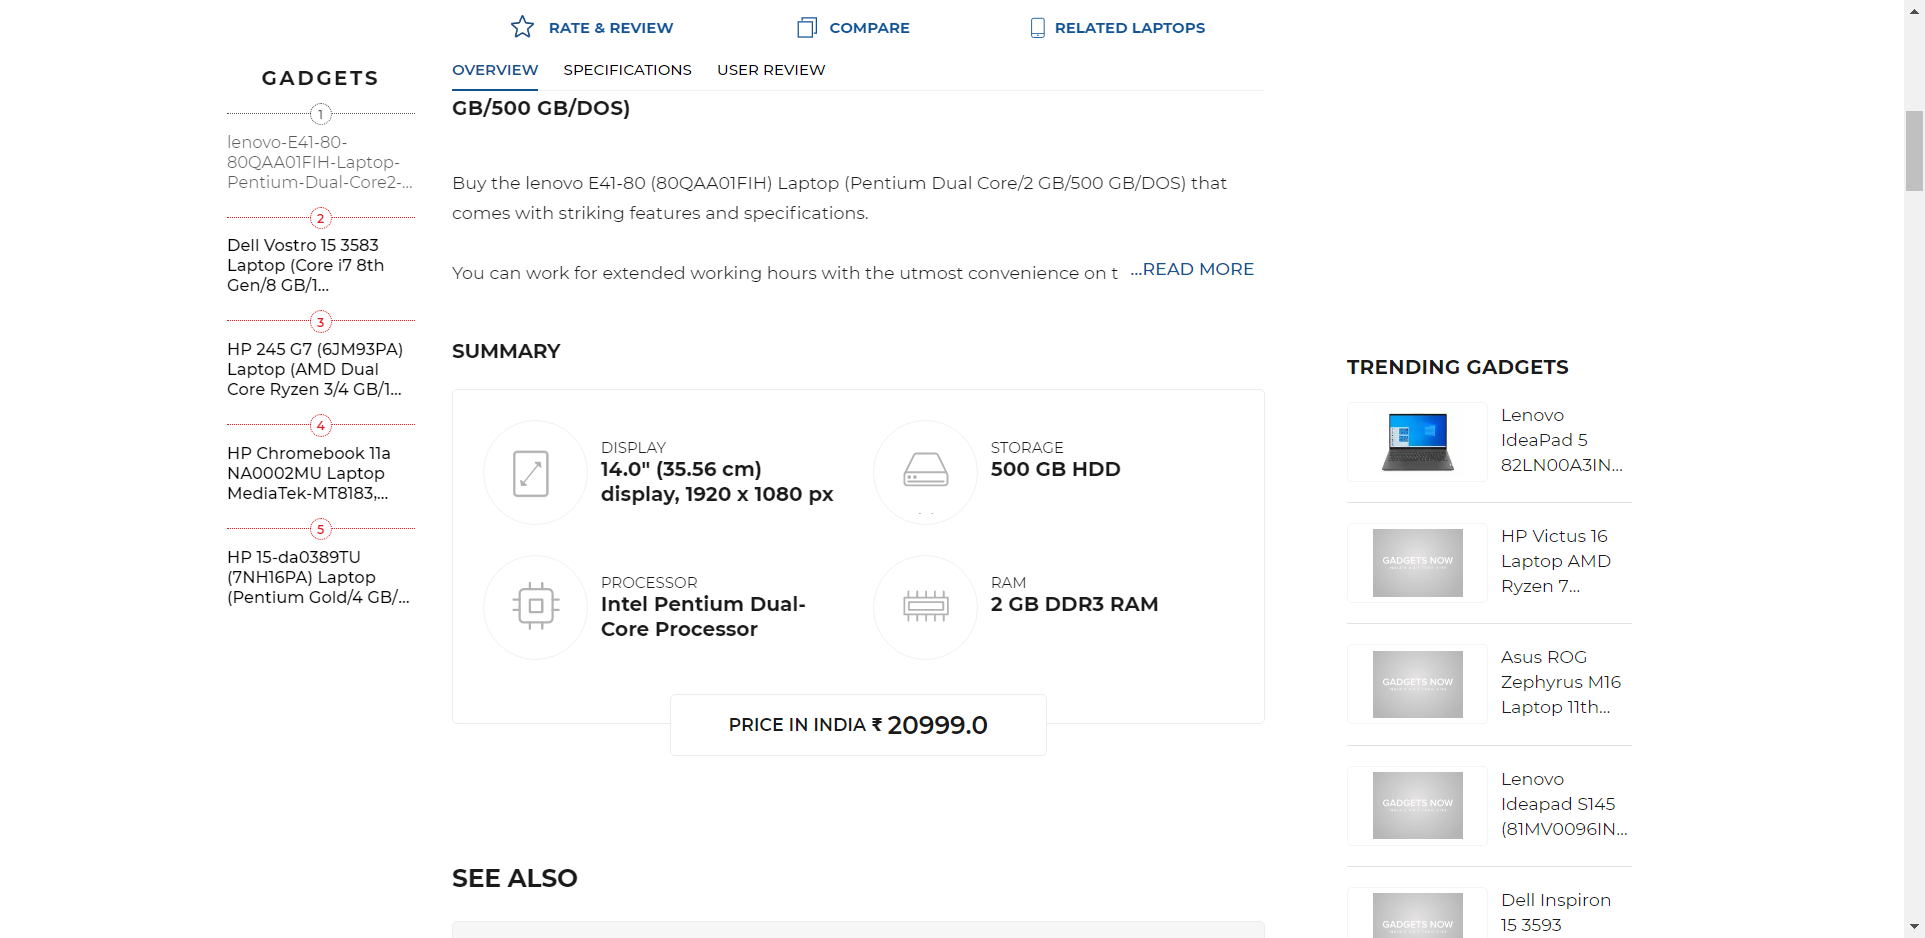 RATE & REVIEW
COMPARE
RELATED LAPTOPS
GADGETS
OVERVIEW
SPECIFICATIONS
USER REVIEW
GB/500 GB/DOS)
1
lenovo-E41-80-
80QAA01FIH-Laptop-
Pentium-Dual-Core2-...
2
Dell Vostro 15 3583
Laptop (Core i7 8th
Gen/8 GB/1...
3
HP 245 G7 (6JM93PA)
Laptop (AMD Dual
Core Ryzen 3/4 GB/1...
4
HP Chromebook 11a
NA0002MU Laptop
MediaTek-MT8183,...
5
HP 15-da0389TU
(7NH16PA) Laptop
(Pentium Gold/4 GB/...
Buy the lenovo E41-80 (80QAA01FIH) Laptop (Pentium Dual Core/2 GB/500 GB/DOS) that
comes with striking features and specifications.
You can work for extended working hours with the utmost convenience on t ...READ MORE
SUMMARY
DISPLAY
14.0" (35.56 cm)
display, 1920 x 1080 px
STORAGE
500 GB HDD
PROCESSOR
Intel Pentium Dual-
Core Processor
RAM
2 GB DDR3 RAM
PRICE IN INDIA ₹ 20999.0
SEE ALSO
TRENDING GADGETS
Lenovo
IdeaPad 5
82LN00A3IN...
GADGETS NOW
HP Victus 16
Laptop AMD
Ryzen 7...
GADGETS NOW
Asus ROG
Zephyrus M16
Laptop 11th...
GADGETS NOW
Lenovo
Ideapad S145
(81MV0096IN...
GADGETS NOW
Dell Inspiron
15 3593